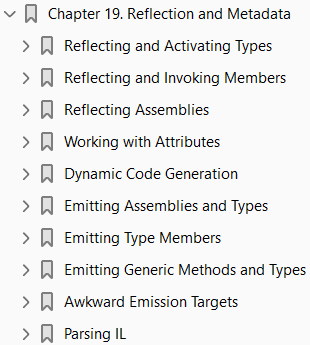 Chapter 19. Reflection and Metadata
Reflecting and Activating Types
Reflecting and Invoking Members
Reflecting Assemblies
Working with Attributes
Dynamic Code Generation
Emitting Assemblies and Types
Emitting Type Members
Emitting Generic Methods and Types
Awkward Emission Targets
Parsing IL